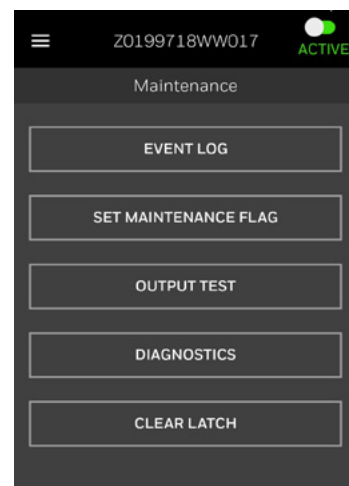 Z0199718WW017
ACTIVE
Maintenance
EVENT LOG
SET MAINTENANCE FLAG
OUTPUT TEST
DIAGNOSTICS
CLEAR LATCH